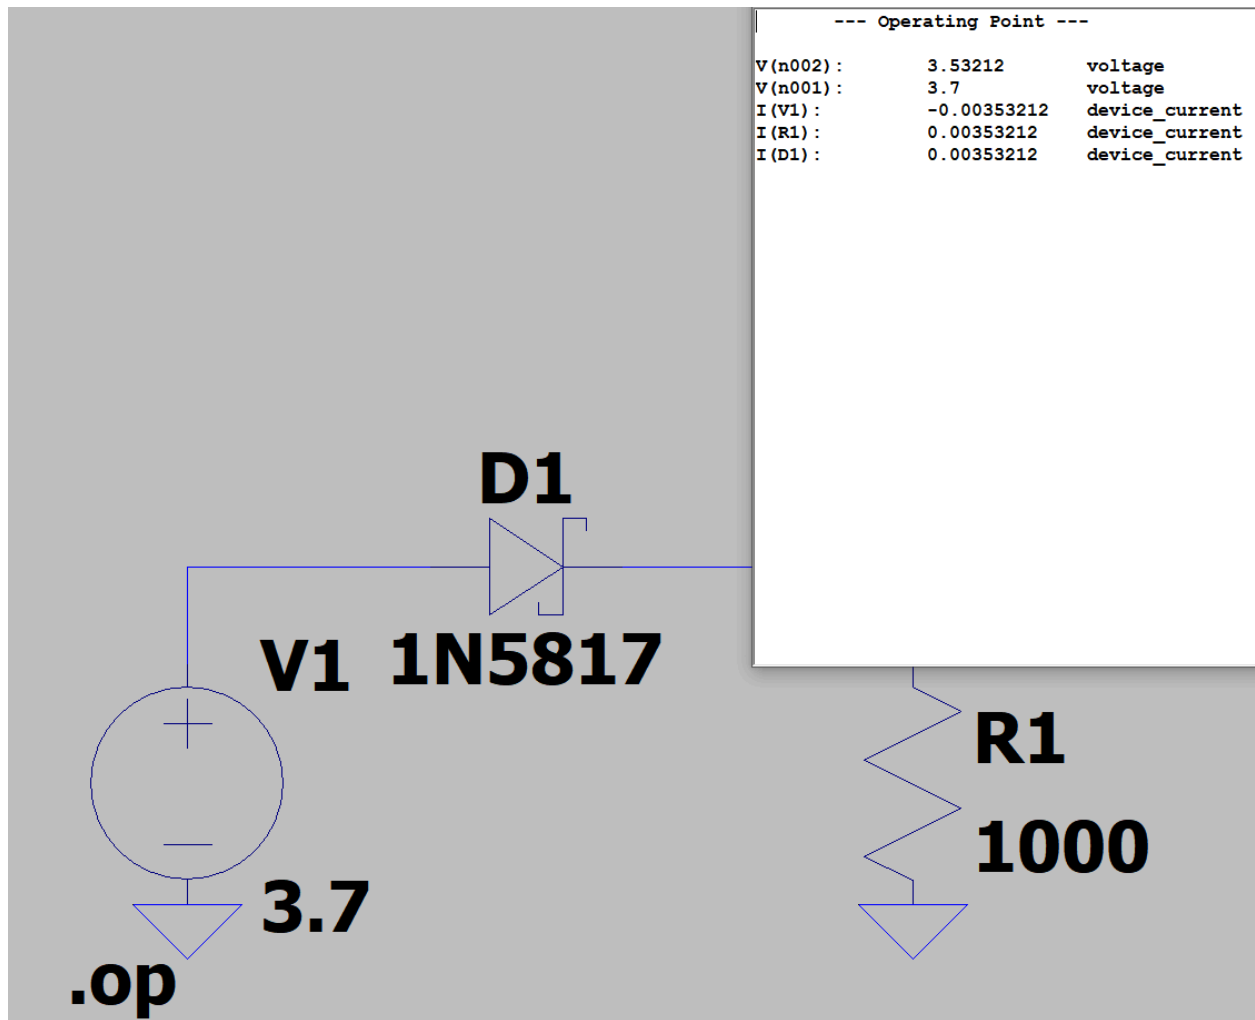 --- Operating Point ---
V(n002): 3.53212 voltage
V(n001): 3.7 voltage
I(V1): -0.00353212 device_current
I(R1): 0.00353212 device_current
I(D1): 0.00353212 device_current
D1
1N5817
V1
3.7
R1
1000
.op